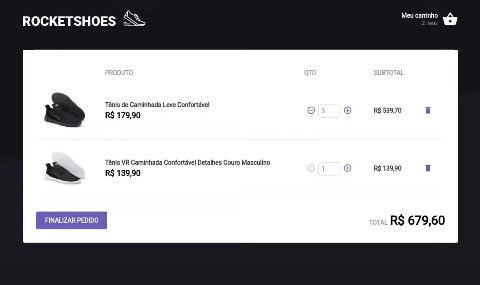 ROCKETSHOES
Meu carrinho
2 itens
PRODUTO QTD SUBTOTAL
Tênis de Caminhada Leve Confortável
R$ 179,90
3
R$ 539,70
Tênis VR Caminhada Confortável Detalhes Couro Masculino
R$ 139,90
1
R$ 139,90
FINALIZAR PEDIDO
TOTAL R$ 679,60